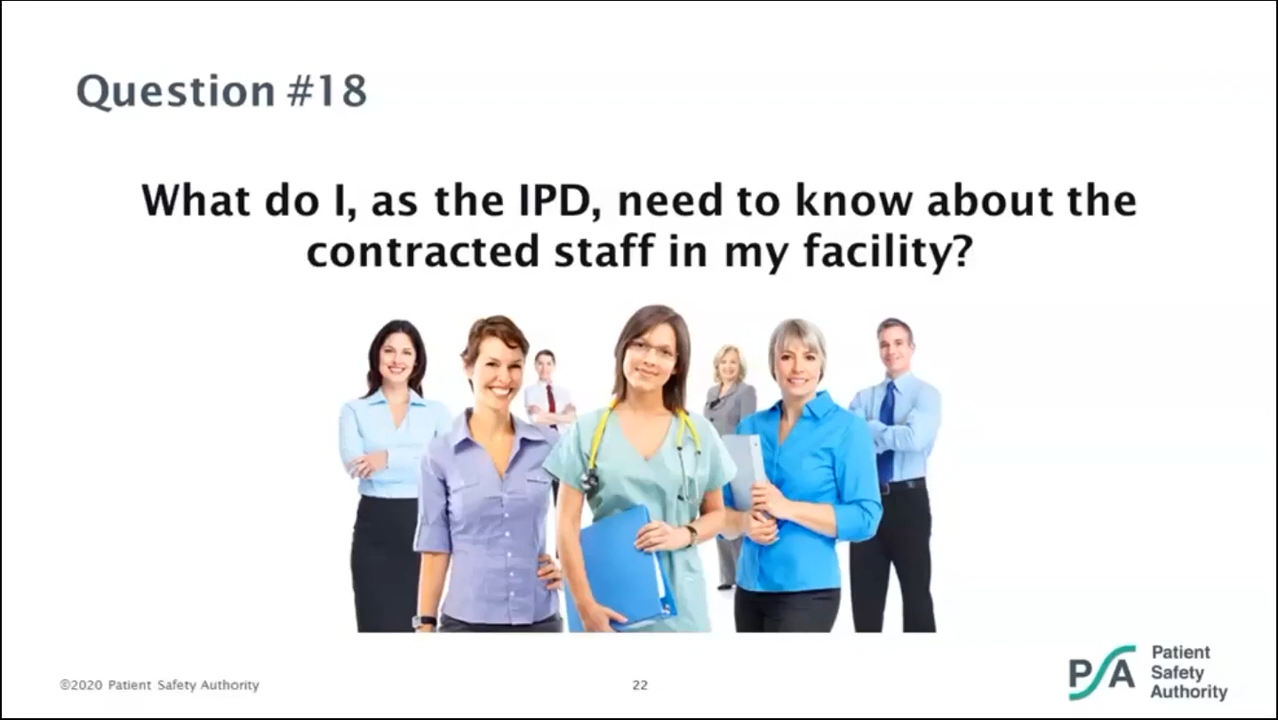 Question #18
What do I, as the IPD, need to know about the
contracted staff in my facility?
©2020 Patient Safety Authority
22
PSA
Patient
Safety
Authority